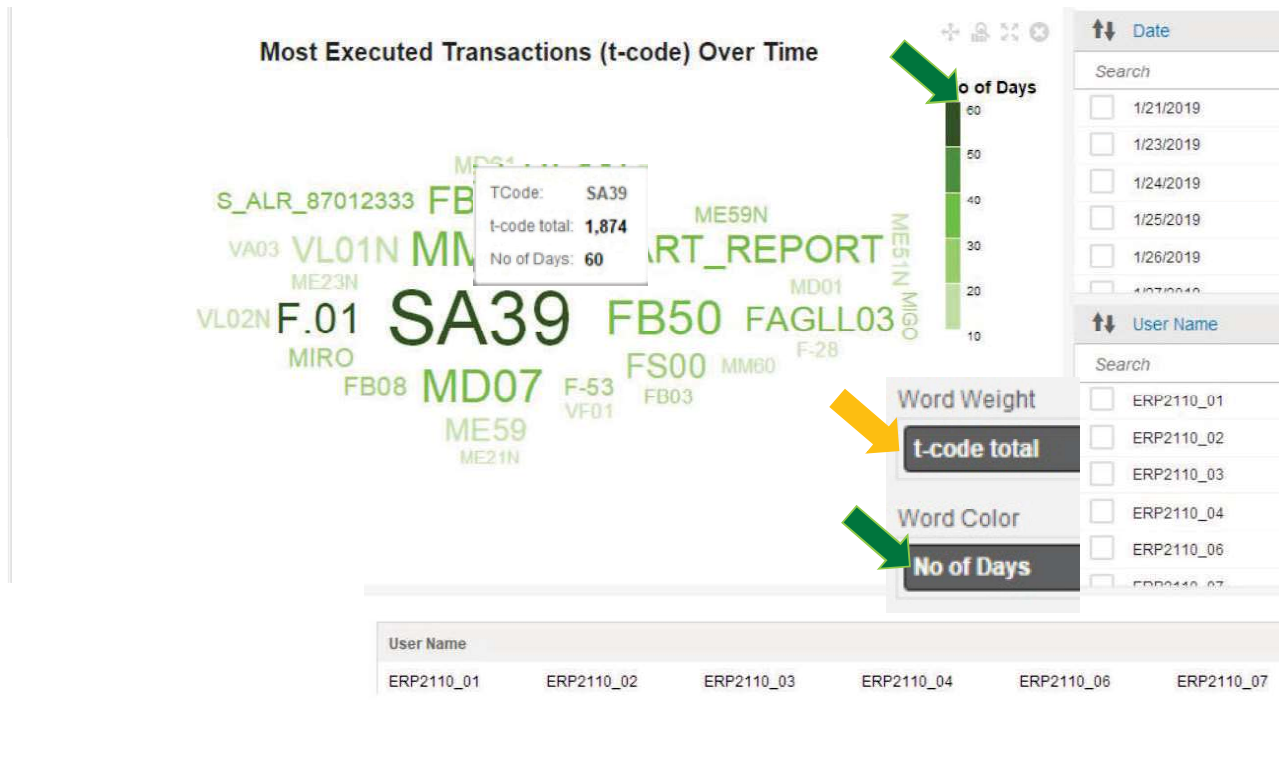 Most Executed Transactions (t-code) Over Time
No of Days
60
50
40
30
20
10
S_ALR_87012333
FB
ME59N
VA03
VL01N
ART_REPORT
ME51N
ME23N
MD01
VL02N
F.01
SA39
FB50
FAGLL03
MIGO
MIRO
FS00
MM60
F-28
FB08
MD07
F-53
FB03
VF01
ME59
ME21N
TCode: SA39
t-code total: 1,874
No of Days: 60
Word Weight
t-code total
Word Color
No of Days
Date
Search
1/21/2019
1/23/2019
1/24/2019
1/25/2019
1/26/2019
User Name
Search
ERP2110_01
ERP2110_02
ERP2110_03
ERP2110_04
ERP2110_06
User Name
ERP2110_01 ERP2110_02 ERP2110_03 ERP2110_04 ERP2110_06 ERP2110_07